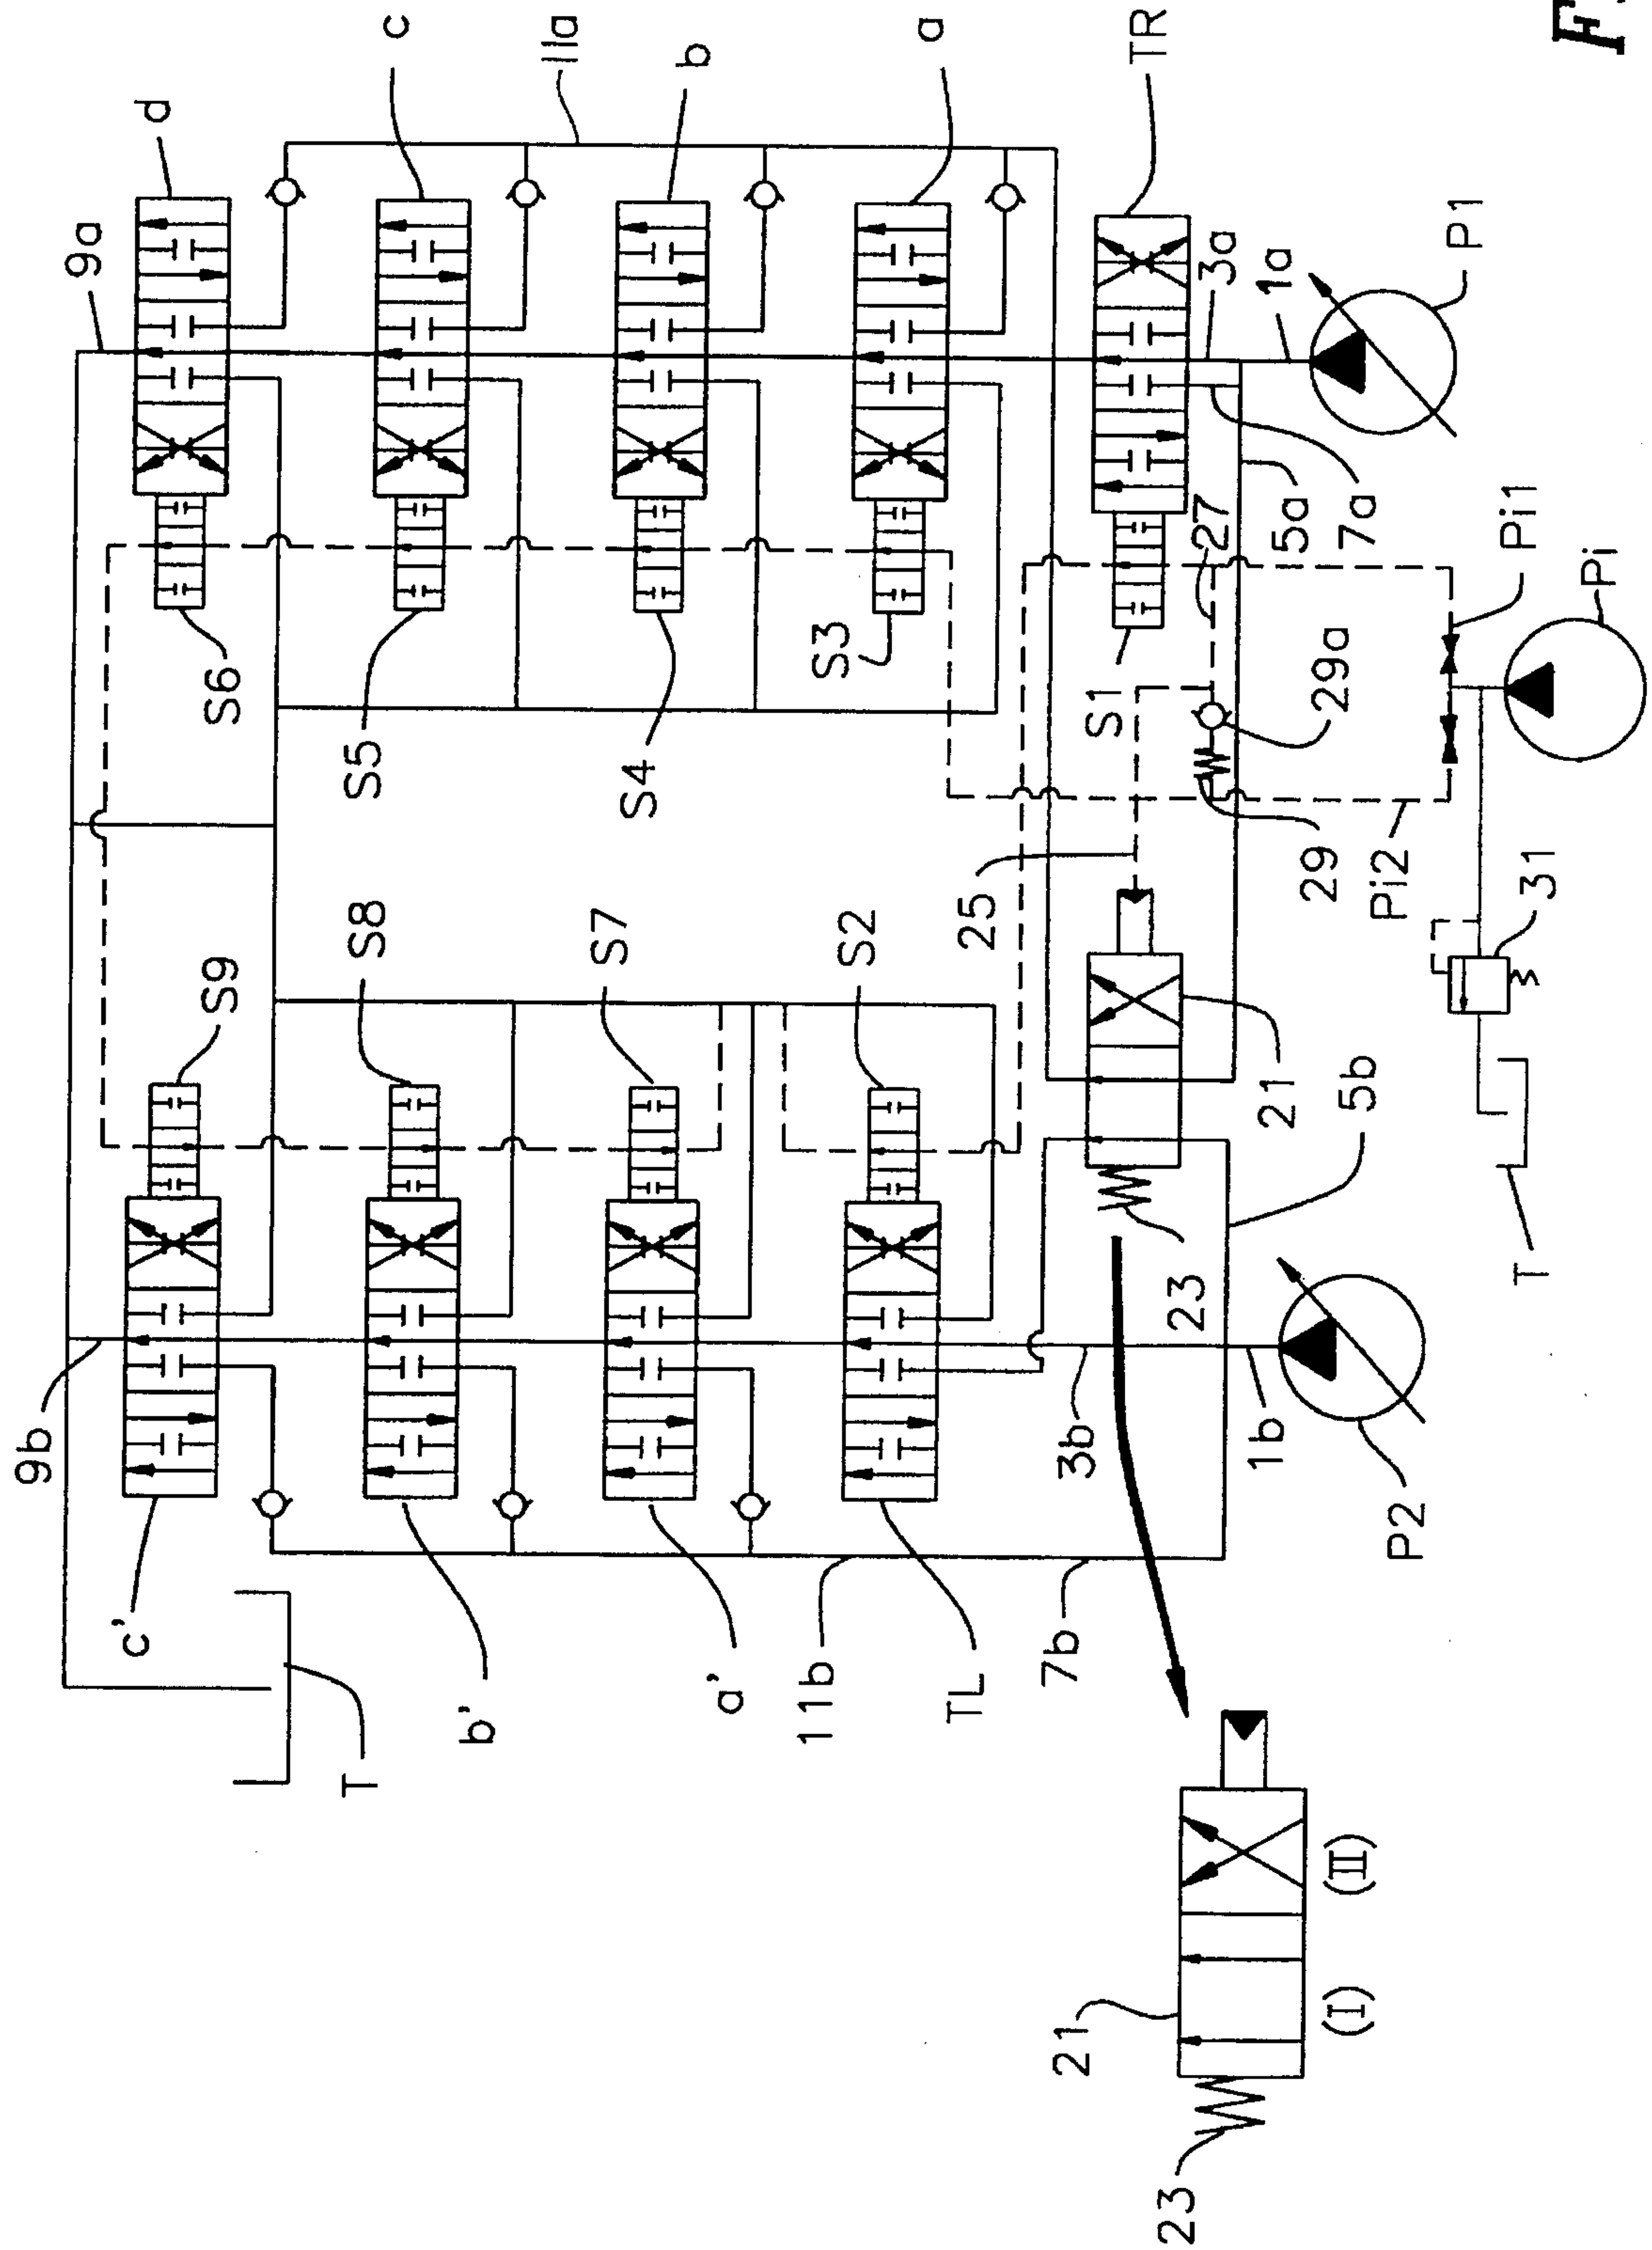 F
d
9a
c
11a
b
a
TR
3a
1a
P1
S6
S5
S4
S3
27
5a
7a
Pi1
Pi
S1
29a
29
Pi2
31
T
25
S9
S8
S7
S2
21
5b
9b
23
3b
1b
P2
c'
b'
a'
TL
11b
7b
T
21
23
(I)
(II)